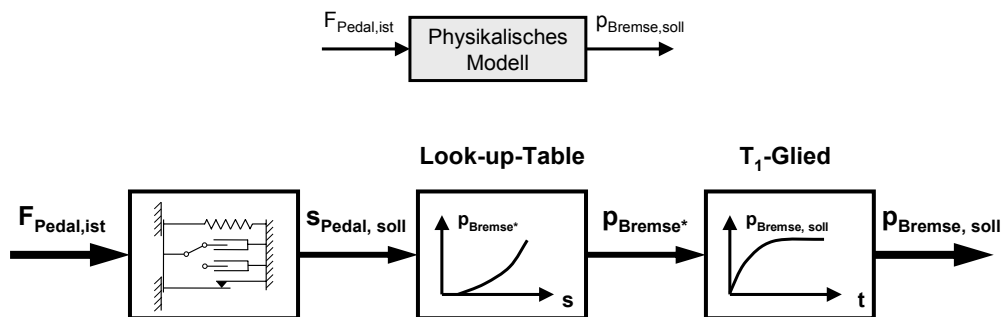 F_Pedal,ist
Physikalisches
Modell
p_Bremse,soll
Look-up-Table
T_1-Glied
F_Pedal,ist
s_Pedal, soll
p_Bremse*
s
p_Bremse*
p_Bremse, soll
t
p_Bremse, soll